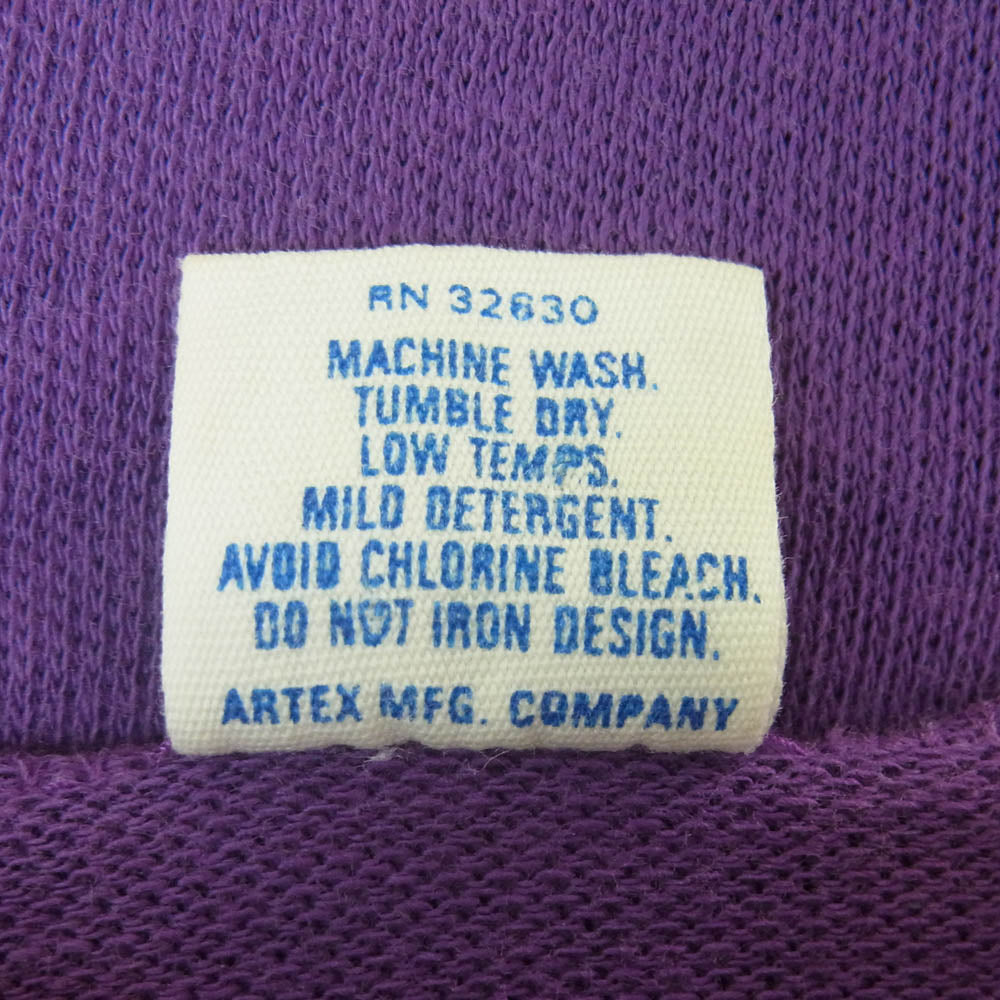 RN 32630
MACHINE WASH.
TUMBLE DRY.
LOW TEMPS.
MILD DETERGENT.
AVOID CHLORINE BLEACH.
DO NOT IRON DESIGN.
ARTEX MFG. COMPANY